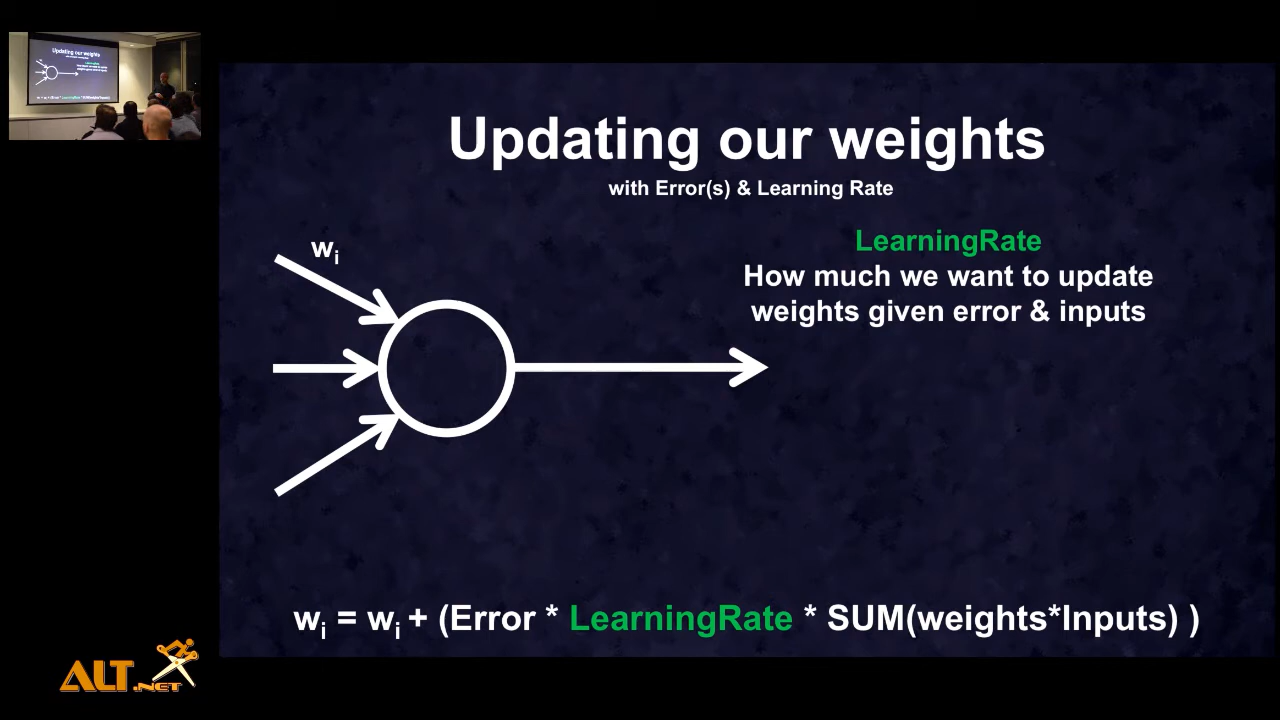 Updating our weights
with Error(s) & Learning Rate
wi
LearningRate
How much we want to update
weights given error & inputs
wi = wi + (Error * LearningRate * SUM(weights*Inputs) )
ALT.NET